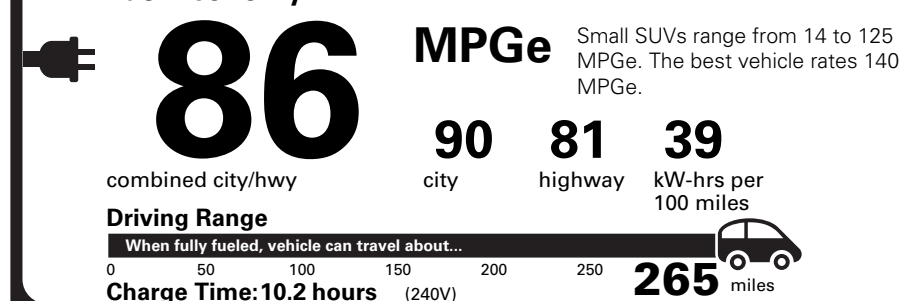 86
MPGe
Small SUVs range from 14 to 125
MPGe. The best vehicle rates 140
MPGe.
combined city/hwy
90
city
81
highway
39
kW-hrs per
100 miles
Driving Range
When fully fueled, vehicle can travel about...
0 50 100 150 200 250 265 miles
Charge Time: 10.2 hours (240V)